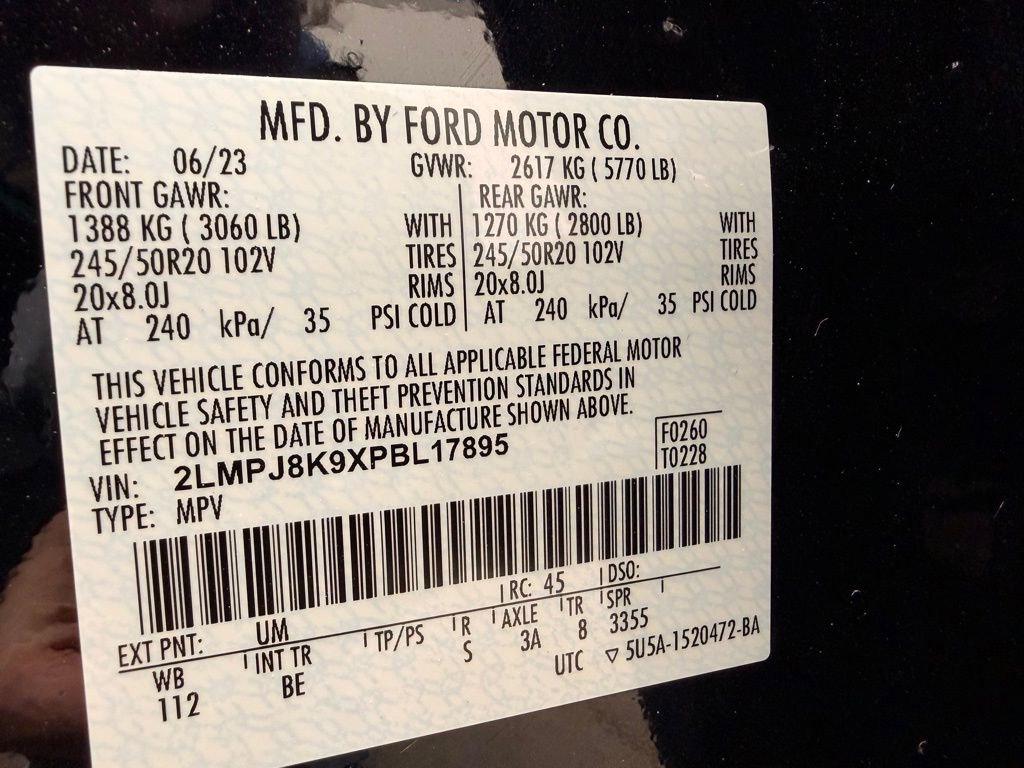 MFD. BY FORD MOTOR CO.
DATE: 06/23 GVWR: 2617 KG ( 5770 LB)
FRONT GAWR: REAR GAWR:
1388 KG ( 3060 LB) WITH 1270 KG ( 2800 LB) WITH
245/50R20 102V TIRES 245/50R20 102V TIRES
20x8.0J RIMS 20x8.0J RIMS
AT 240 kPa/ 35 PSI COLD AT 240 kPa/ 35 PSI COLD
THIS VEHICLE CONFORMS TO ALL APPLICABLE FEDERAL MOTOR
VEHICLE SAFETY AND THEFT PREVENTION STANDARDS IN
EFFECT ON THE DATE OF MANUFACTURE SHOWN ABOVE.
VIN: 2LMPJ8K9XPBL17895 F0260
TYPE: MPV T0228
RC: 45 DSO:
EXT PNT: UM
WB INT TR TP/PS R AXLE TR SPR
112 BE S 3A 8 3355
UTC ▽ 5U5A-1520472-BA